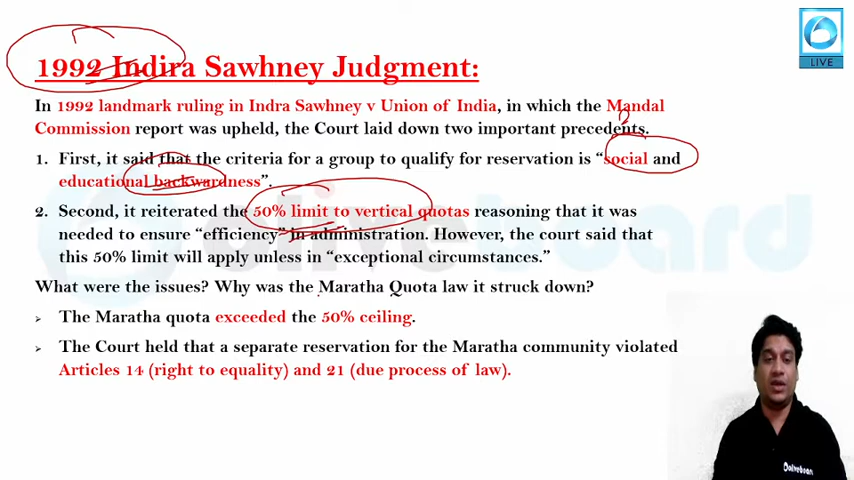 LIVE
1992 Indira Sawhney Judgment:
In 1992 landmark ruling in Indra Sawhney v Union of India, in which the Mandal
Commission report was upheld, the Court laid down two important precedents.
2
1. First, it said that the criteria for a group to qualify for reservation is “social and
educational backwardness”.
2. Second, it reiterated the 50% limit to vertical quotas reasoning that it was
needed to ensure “efficiency” in administration. However, the court said that
this 50% limit will apply unless in “exceptional circumstances.”
What were the issues? Why was the Maratha Quota law it struck down?
➢ The Maratha quota exceeded the 50% ceiling.
➢ The Court held that a separate reservation for the Maratha community violated
Articles 14 (right to equality) and 21 (due process of law).
oliveboard
oliveboard